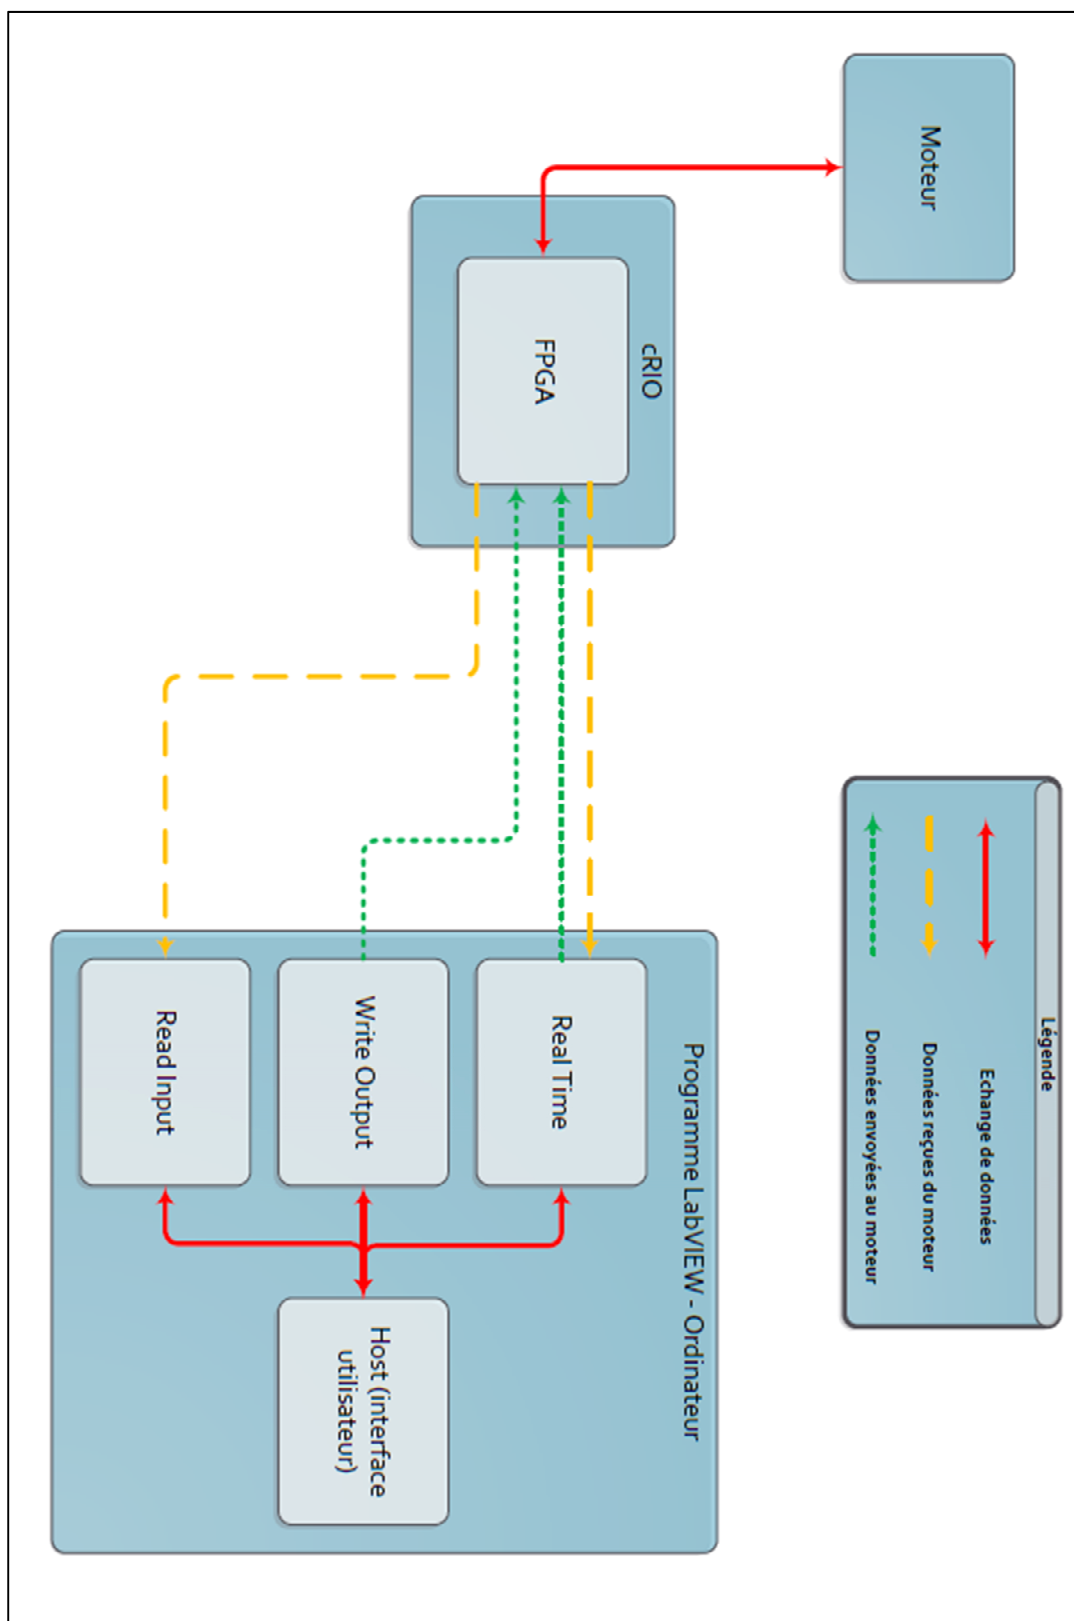 Moteur
cRIO
FPGA
Légende
Echange de données
Données reçues du moteur
Données envoyées au moteur
Programme LabVIEW - Ordinateur
Real Time
Write Output
Read Input
Host (interface
utilisateur)